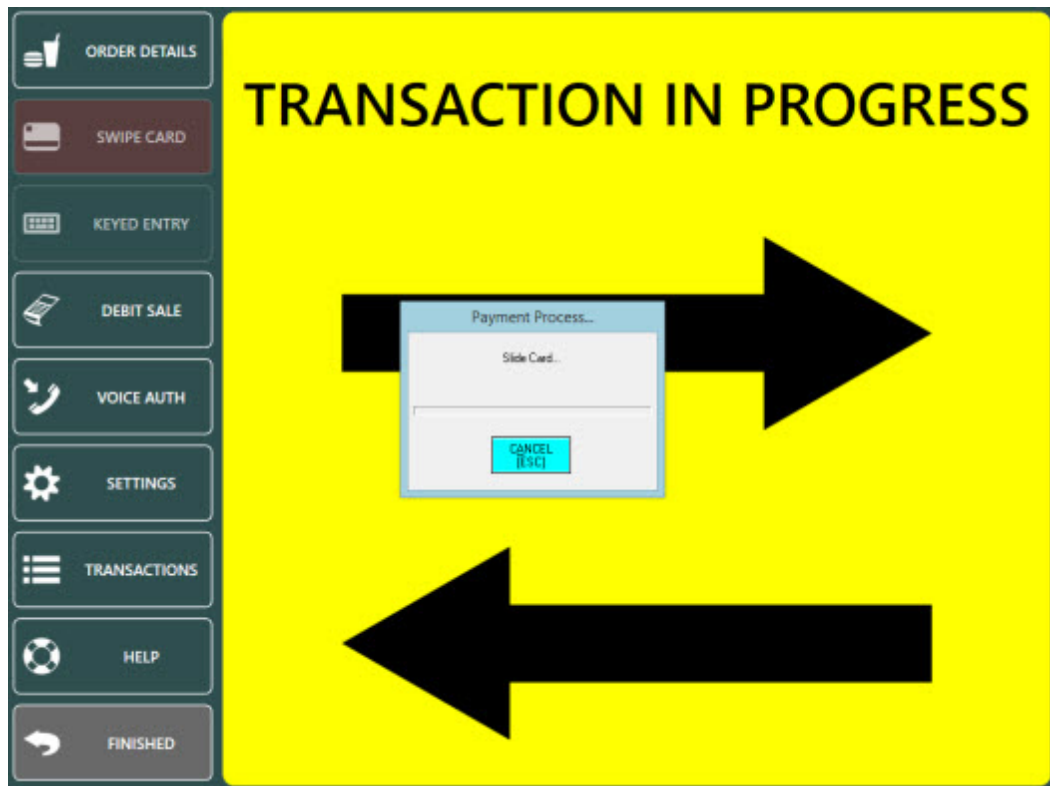 ORDER DETAILS
SWIPE CARD
KEYED ENTRY
DEBIT SALE
VOICE AUTH
SETTINGS
TRANSACTIONS
HELP
FINISHED
TRANSACTION IN PROGRESS
Payment Process...
Slide Card...
CANCEL
[ESC]